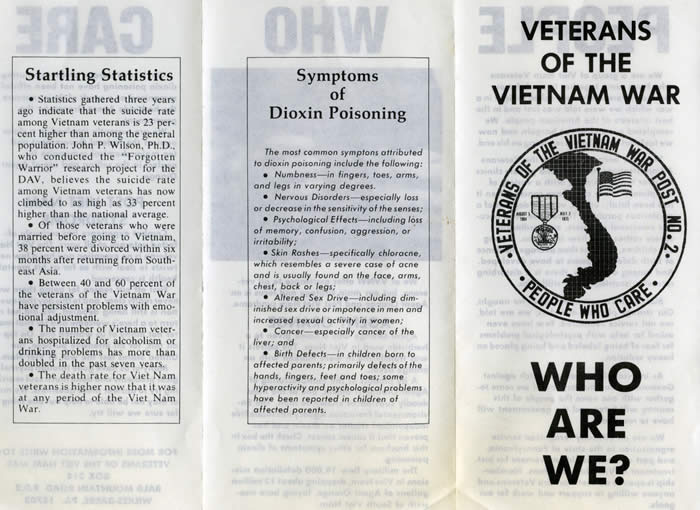 Startling Statistics
• Statistics gathered three years
ago indicate that the suicide rate
among Vietnam veterans is 23 per
cent higher than among the general
population. John P. Wilson, Ph.D.,
who conducted the "Forgotten
Warrior" research project for the
DAV, believes the suicide rate
among Vietnam veterans has now
climbed to as high as 33 percent
higher than the national average.
• Of those veterans who were
married before going to Vietnam,
38 percent were divorced within six
months after returning from South-
east Asia.
• Between 40 and 60 percent of
the veterans of the Vietnam War
have persistent problems with emo-
tional adjustment.
• The number of Vietnam veter-
ans hospitalized for alcoholism or
drinking problems has more than
doubled in the past seven years.
• The death rate for Viet Nam
veterans is higher now that it was
at any period of the Viet Nam
War.
Symptoms
of
Dioxin Poisoning
The most common symptons attributed
to dioxin poisoning include the following:
• Numbness—in fingers, toes, arms,
and legs in varying degrees.
• Nervous Disorders—especially loss
or decrease in the sensitivity of the senses;
• Psychological Effects—including loss
of memory, confusion, aggression, or
irritability;
• Skin Rashes—specifically cloracne,
which resembles a severe case of acne
and is usually found on the face, arms,
chest, back or legs;
• Altered Sex Drive—including dim-
inished sex drive or impotence in men and
increased sexual activity in women;
• Cancer—especially cancer of the
liver; and
• Birth Defects—in children born to
affected parents; primarily defects of the
hands, fingers, feet and toes; some
hyperactivity and psychological problems
have been reported in children of
affected parents.
VETERANS
OF THE
VIETNAM WAR
VETERANS OF THE VIETNAM WAR POST NO. 2
• PEOPLE WHO CARE •
WHO
ARE
WE?